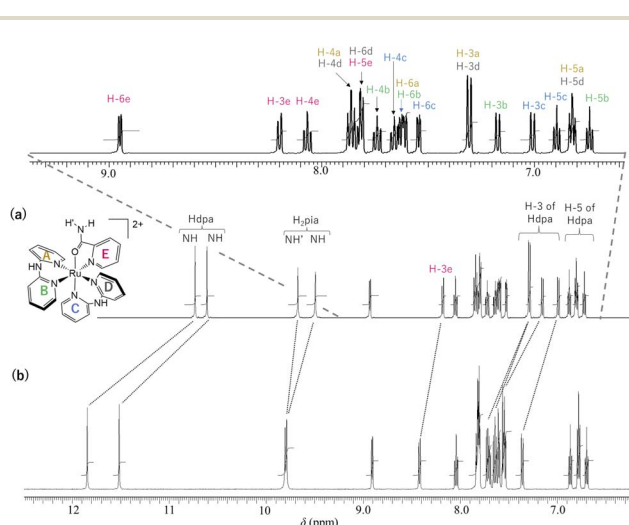 H-4a
H-4d
H-6d
H-5e
H-4c
H-3a
H-3d
H-5a
H-5d
H-6e
H-3e
H-4e
H-4b
H-6a
H-6b
H-6c
H-3b
H-3c
H-5c
H-5b
9.0
8.0
7.0
(a)
H'
N
H
2+
O
E
A
N
N
HN
Ru
B
N
N
D
N
C
NH
Hdpa
NH NH
H₂pia
NH' NH
H-3e
H-3 of
Hdpa
H-5 of
Hdpa
(b)
12
11
10
9.0
8.0
7.0
δ (ppm)